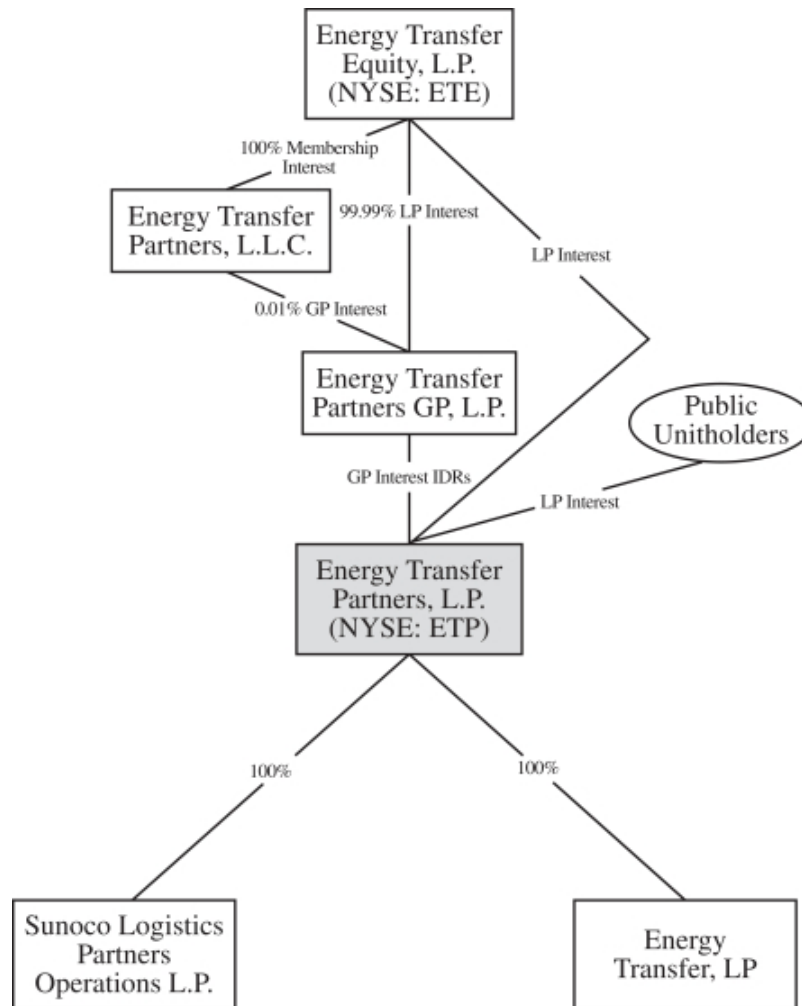 Energy Transfer
Equity, L.P.
(NYSE: ETE)
100% Membership
Interest
99.99% LP Interest
Energy Transfer
Partners, L.L.C.
LP Interest
0.01% GP Interest
Energy Transfer
Partners GP, L.P.
Public
Unitholders
GP Interest IDRs
LP Interest
Energy Transfer
Partners, L.P.
(NYSE: ETP)
100%
100%
Sunoco Logistics
Partners
Operations L.P.
Energy
Transfer, LP